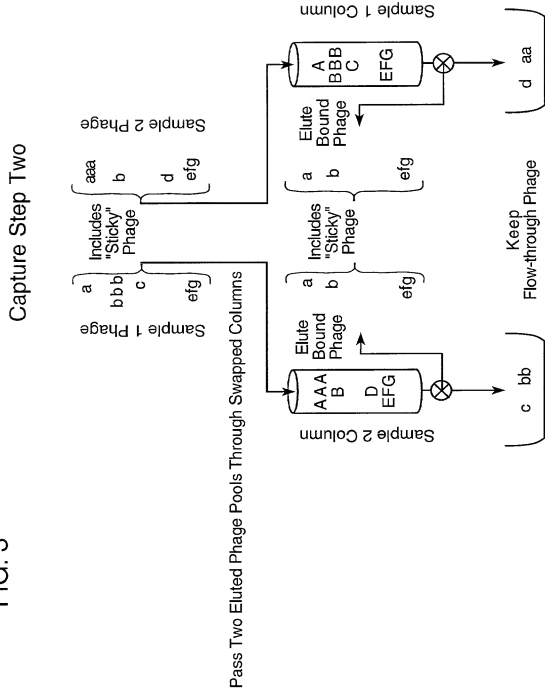 FIG.
Capture Step Two
Sample 1 Phage
a
bbb
c
efg
Includes
"Sticky"
Phage
aaa
b
d
efg
Sample 2 Phage
Pass Two Eluted Phage Pools Through Swapped Columns
Sample 2 Column
AAA
B
D
EFG
Elute
Bound
Phage
a
b
efg
Includes
"Sticky"
Phage
a
b
efg
Elute
Bound
Phage
A
BBB
C
EFG
Sample 1 Column
c bb
Keep
Flow-through Phage
d aa